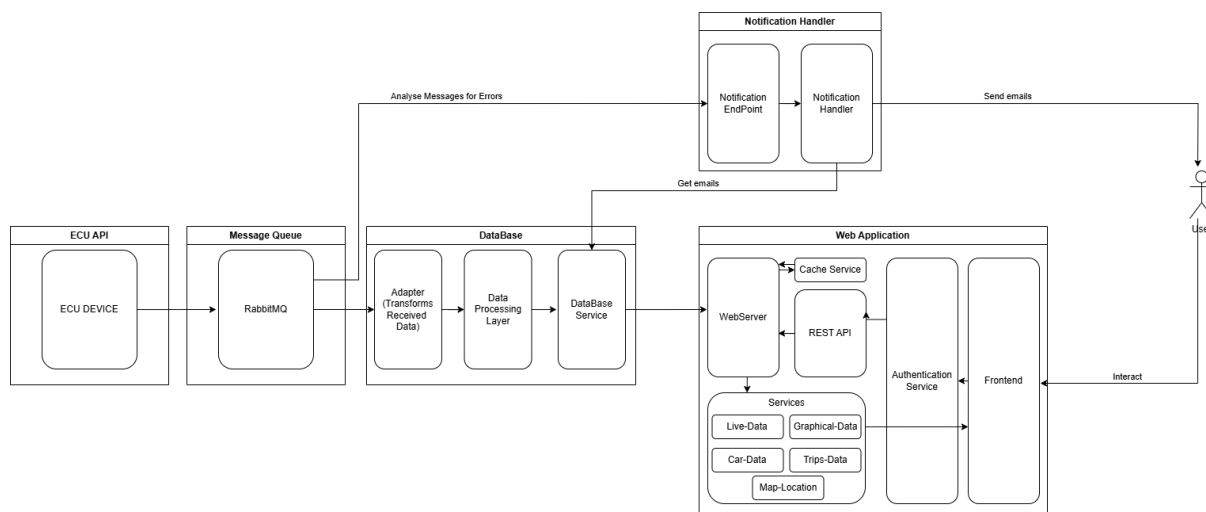 Notification Handler
Notification
EndPoint
Notification
Handler
Analyse Messages for Errors
Send emails
Get emails
User
ECU API
Message Queue
DataBase
Web Application
ECU DEVICE
RabbitMQ
Adapter
(Transforms
Received
Data)
Data
Processing
Layer
DataBase
Service
WebServer
Cache Service
REST API
Authentication
Service
Frontend
Interact
Services
Live-Data
Graphical-Data
Car-Data
Trips-Data
Map-Location